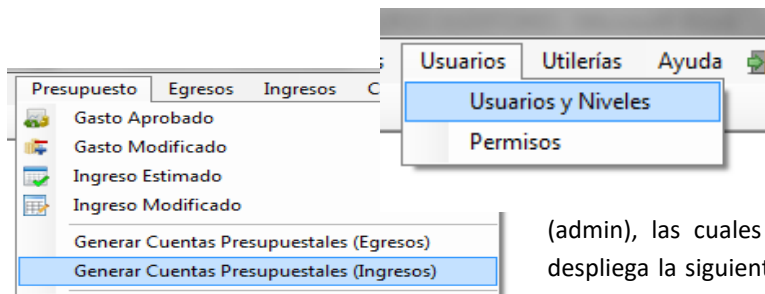 Usuarios Utilerías Ayuda
Usuarios y Niveles
Permisos
Presupuesto Egresos Ingresos C
Gasto Aprobado
Gasto Modificado
Ingreso Estimado
Ingreso Modificado
Generar Cuentas Presupuestales (Egresos)
Generar Cuentas Presupuestales (Ingresos)
(admin), las cuales
despliega la siguient